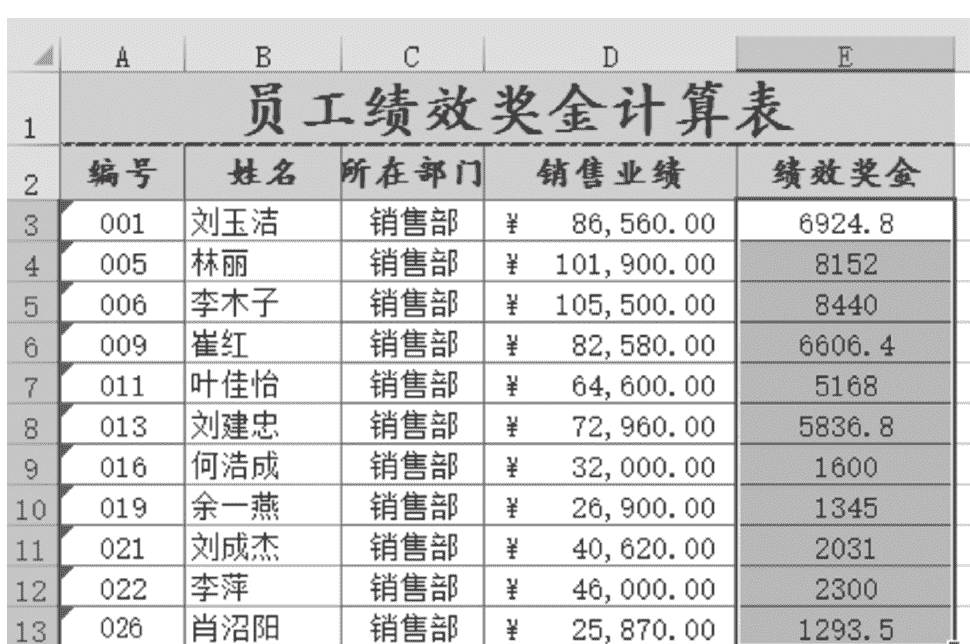 A B C D E
1 员工绩效奖金计算表
2 编号 姓名 所在部门 销售业绩 绩效奖金
3 001 刘玉洁 销售部 ¥ 86,560.00 6924.8
4 005 林丽 销售部 ¥ 101,900.00 8152
5 006 李木子 销售部 ¥ 105,500.00 8440
6 009 崔红 销售部 ¥ 82,580.00 6606.4
7 011 叶佳怡 销售部 ¥ 64,600.00 5168
8 013 刘建忠 销售部 ¥ 72,960.00 5836.8
9 016 何浩成 销售部 ¥ 32,000.00 1600
10 019 余一燕 销售部 ¥ 26,900.00 1345
11 021 刘成杰 销售部 ¥ 40,620.00 2031
12 022 李萍 销售部 ¥ 46,000.00 2300
13 026 肖沼阳 销售部 ¥ 25,870.00 1293.5